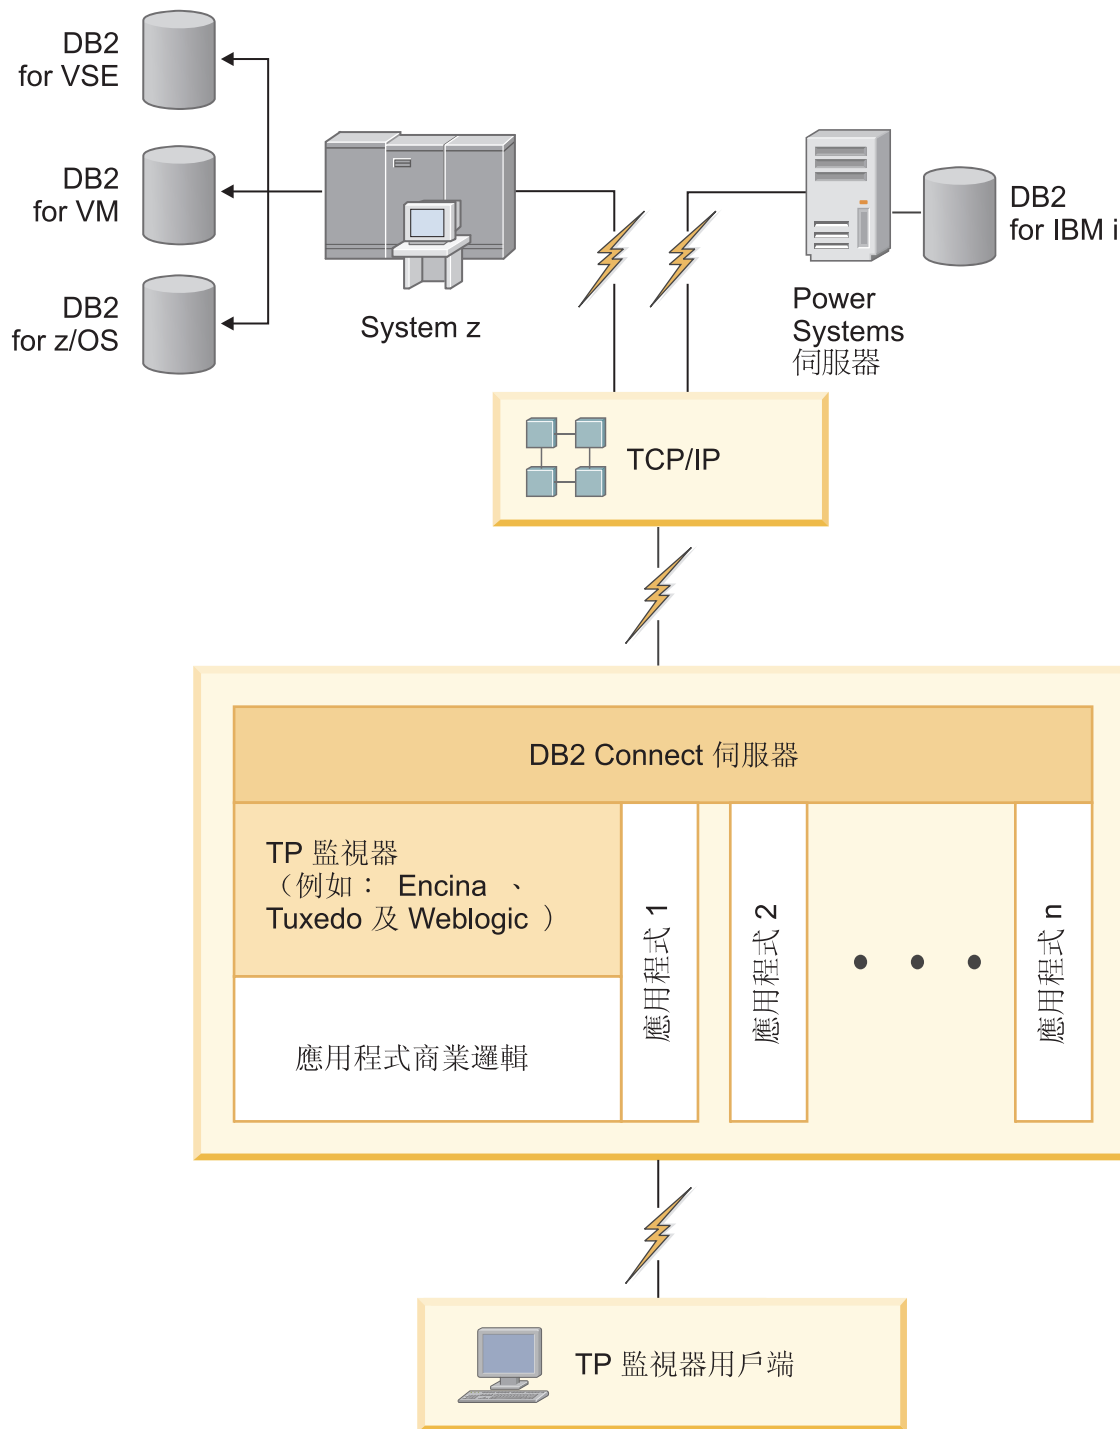 DB2
for VSE
DB2
for VM
DB2
for z/OS
System z
Power
Systems
伺服器
DB2
for IBM i
TCP/IP
DB2 Connect 伺服器
TP 監視器
（例如： Encina 、
Tuxedo 及 Weblogic ）
應用程式商業邏輯
應用程式 1
應用程式 2
應用程式 n
TP 監視器用戶端